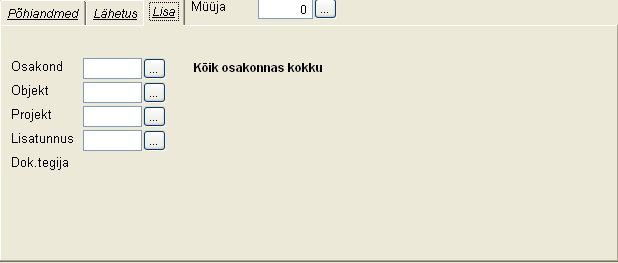 Põhiandmed Lähetus Lisa Müüja 0 ...
Osakond ... Kõik osakonnas kokku
Objekt ...
Projekt ...
Lisatunnus ...
Dok.tegija